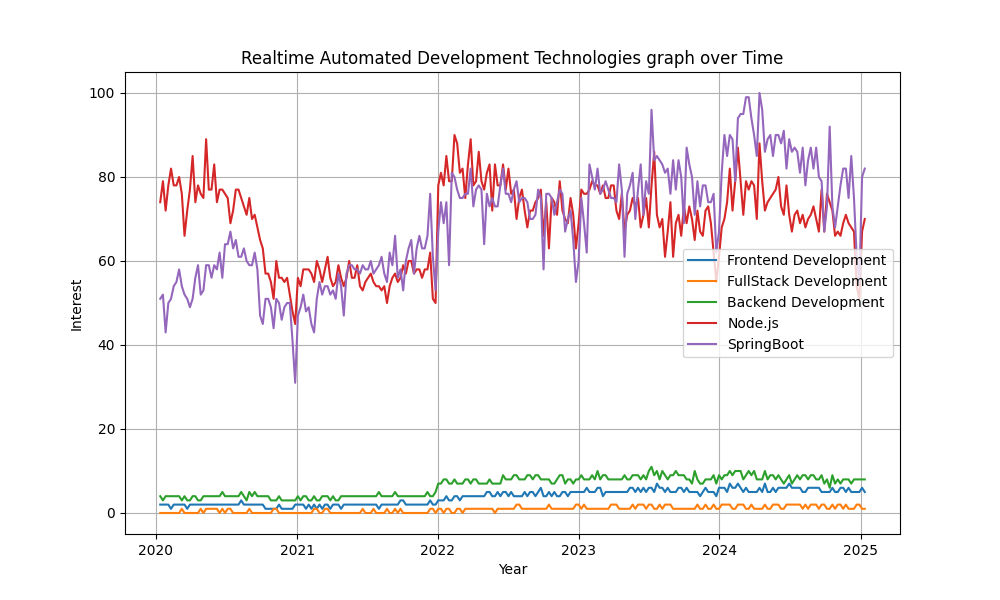 Realtime Automated Development Technologies graph over Time
100
80
60
40
20
0
Interest
Frontend Development
FullStack Development
Backend Development
Node.js
SpringBoot
2020 2021 2022 2023 2024 2025
Year